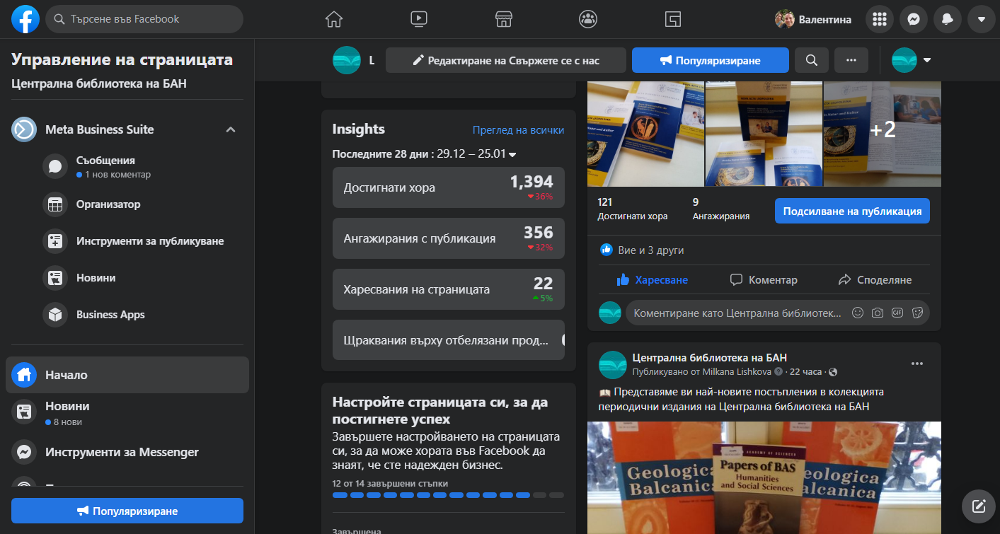 Търсене във Facebook
Валентина
Управление на страницата
Централна библиотека на БАН
Meta Business Suite
Съобщения
1 нов коментар
Организатор
Инструменти за публикуване
Новини
Business Apps
Начало
Новини
8 нови
Инструменти за Messenger
Популяризиране
L
Редактиране на Свържете се с нас
Популяризиране
Insights
Преглед на всички
Последните 28 дни : 29.12 – 25.01
Достигнати хора
1,394
36%
Ангажирания с публикация
356
32%
Харесвания на страницата
22
5%
Щраквания върху отбелязани прод...
Настройте страницата си, за да
постигнете успех
Завършете настройването на страницата
си, за да може хората във Facebook да
знаят, че сте надежден бизнес.
12 от 14 завършени стъпки
Завършена
+2
121
Достигнати хора
9
Ангажирания
Подсилване на публикация
Вие и 3 други
Харесване
Коментар
Споделяне
Коментиране като Централна библиотек...
GIF
Централна библиотека на БАН
Публикувано от Milkana Lishkova · 22 часа ·
Представяме ви най-новите постъпления в колекцията
периодични издания на Централна библиотека на БАН
Geologica
Balcanica
Papers of BAS
Humanities
and Social Sciences
eologica
alcanica